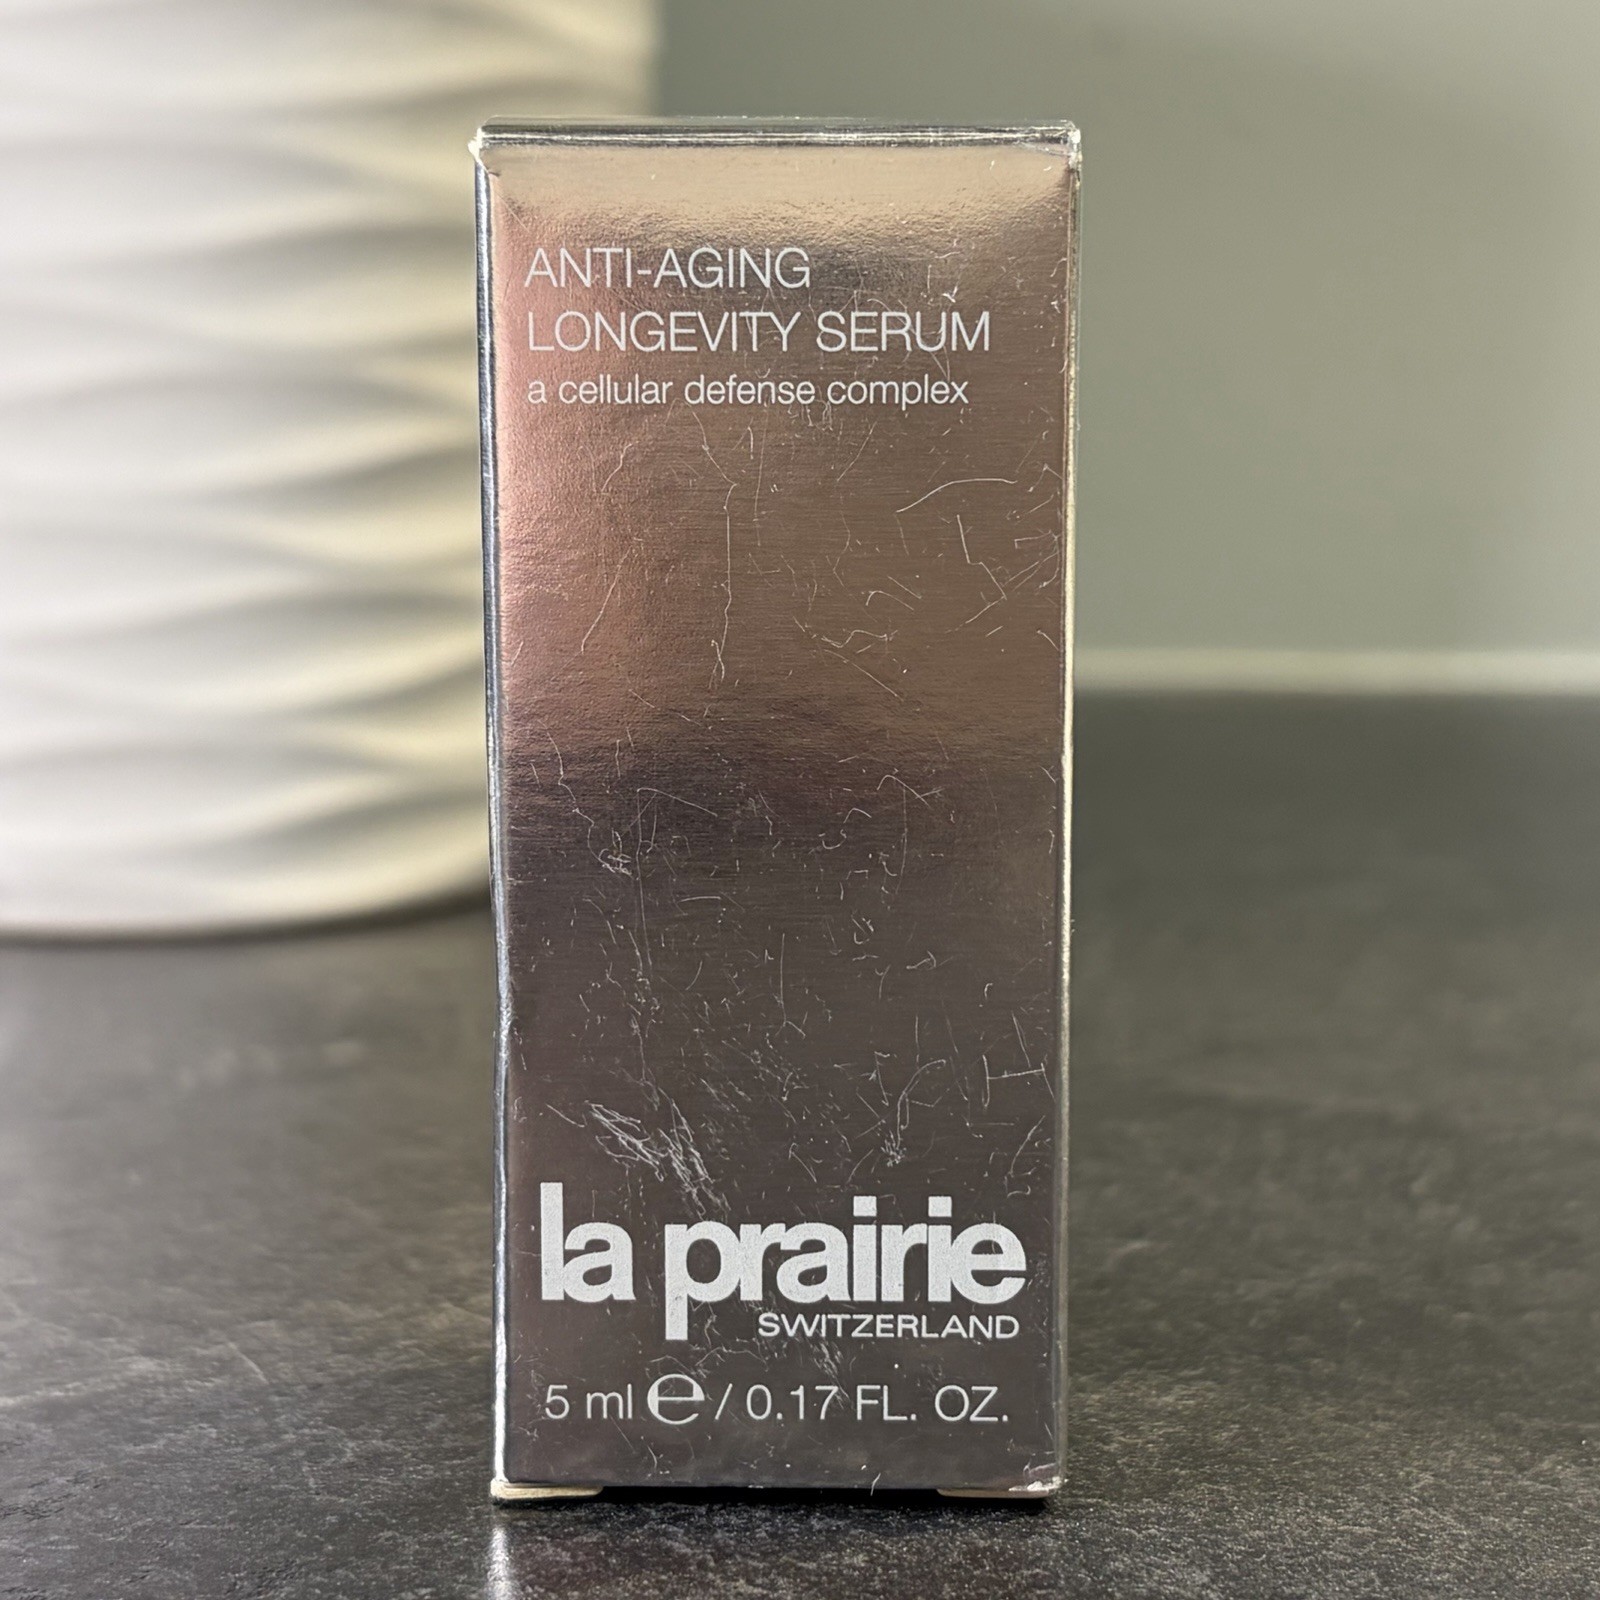 ANTI-AGING
LONGEVITY SERUM
a cellular defense complex
la prairie
SWITZERLAND
5 ml ℮ / 0.17 FL. OZ.